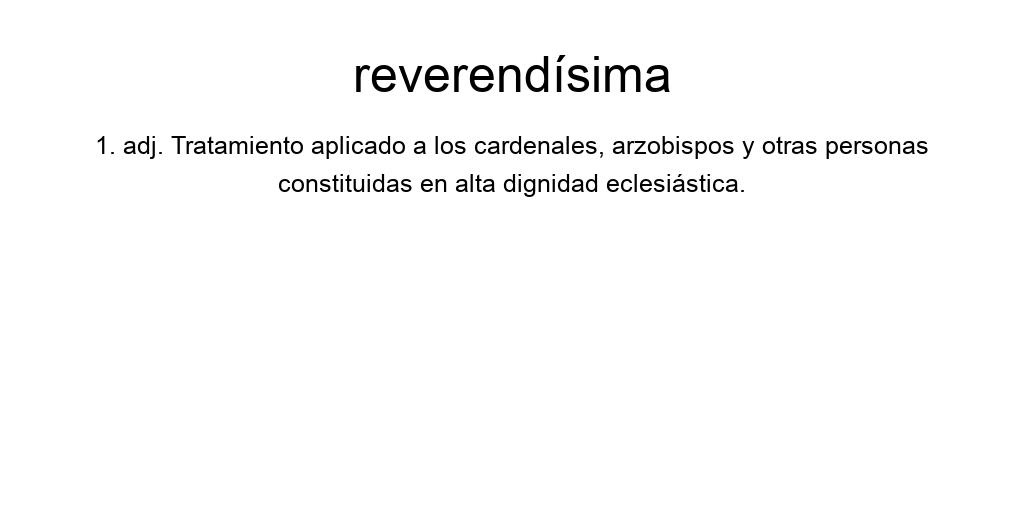 reverendísima
1. adj. Tratamiento aplicado a los cardenales, arzobispos y otras personas
constituidas en alta dignidad eclesiástica.